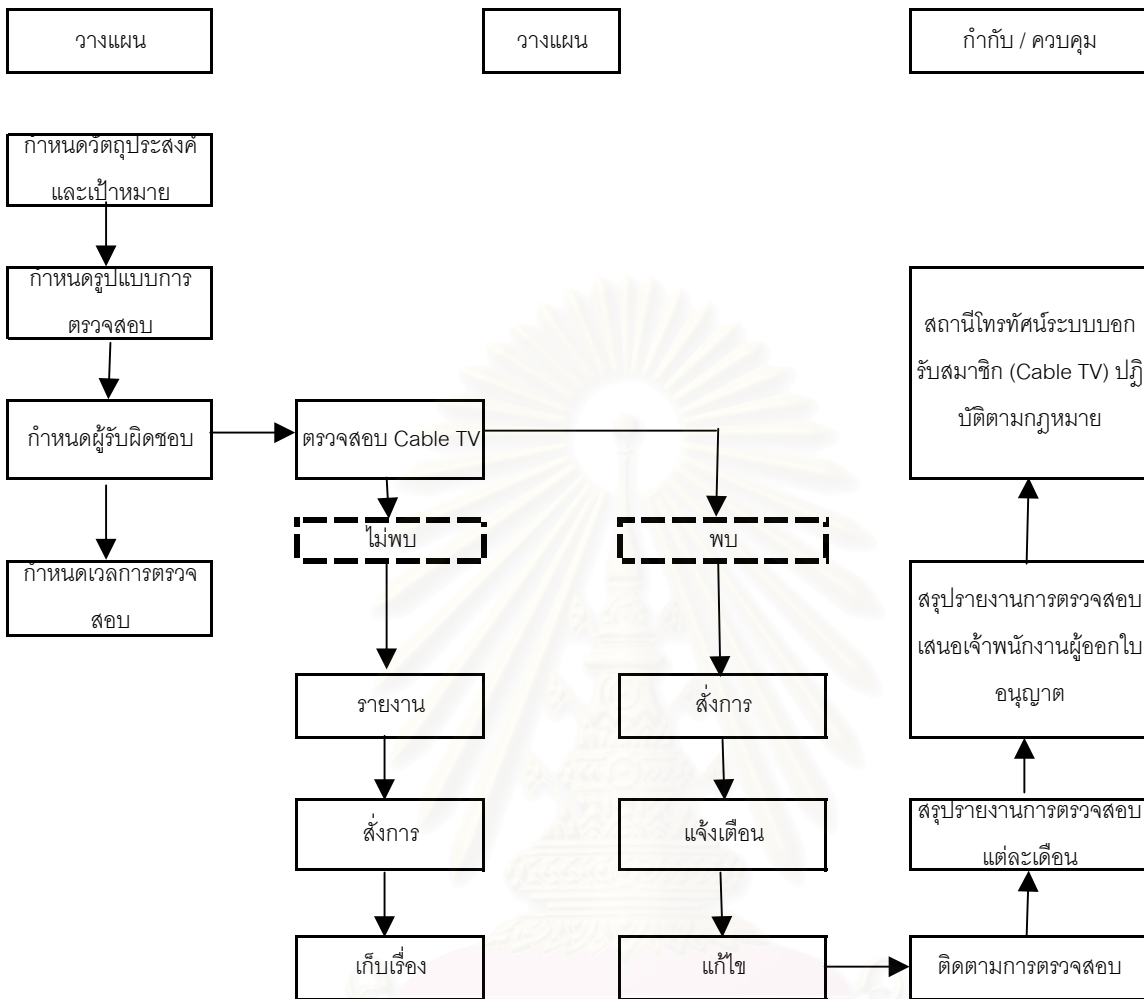 วางแผน
วางแผน
กำกับ / ควบคุม
กำหนดวัตถุประสงค์
และเป้าหมาย
กำหนดรูปแบบการ
ตรวจสอบ
กำหนดผู้รับผิดชอบ
กำหนดเวลการตรวจ
สอบ
ตรวจสอบ Cable TV
ไม่พบ
รายงาน
สั่งการ
เก็บเรื่อง
พบ
สั่งการ
แจ้งเตือน
แก้ไข
สถานีโทรทัศน์ระบบบอก
รับสมาชิก (Cable TV) ปฎิ
บัติตามกฎหมาย
สรุปรายงานการตรวจสอบ
เสนอเจ้าพนักงานผู้ออกใบ
อนุญาต
สรุปรายงานการตรวจสอบ
แต่ละเดือน
ติดตามการตรวจสอบ